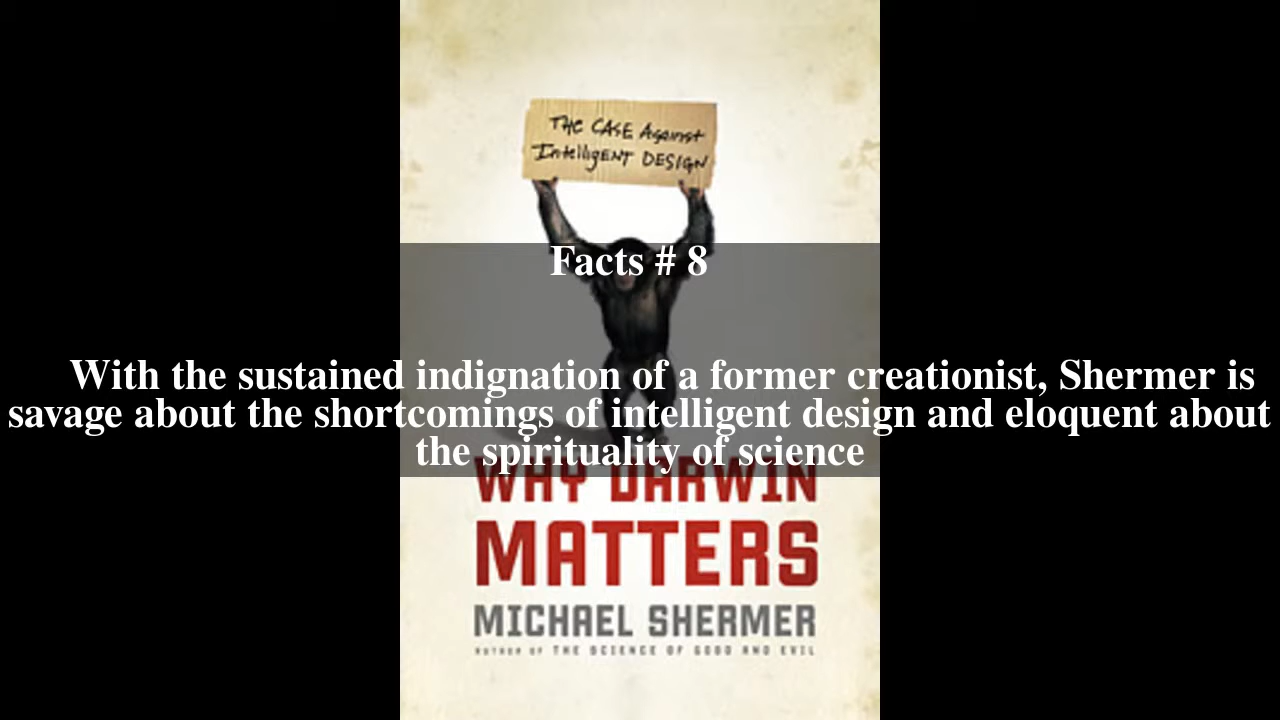 THE CASE Against
Intelligent DESIGN
Facts # 8
With the sustained indignation of a former creationist, Shermer is
savage about the shortcomings of intelligent design and eloquent about
the spirituality of science
WHY DARWIN
MATTERS
MICHAEL SHERMER
AUTHOR OF THE SCIENCE OF GOOD AND EVIL